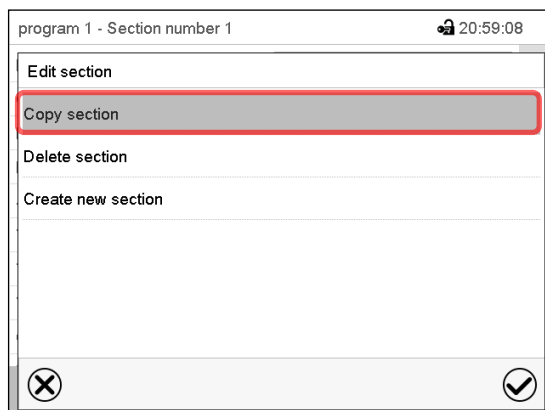 program 1 - Section number 1 20:59:08
Edit section
Copy section
Delete section
Create new section